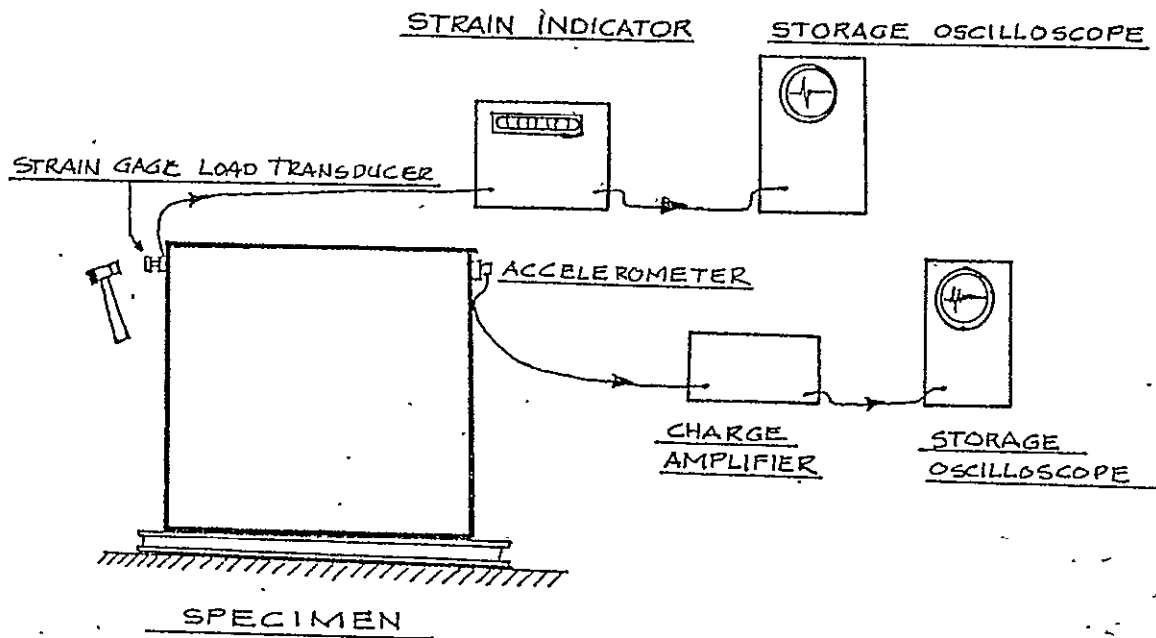 STRAIN INDICATOR
STORAGE OSCILLOSCOPE
STRAIN GAGE LOAD TRANSDUCER
ACCELEROMETER
CHARGE
AMPLIFIER
STORAGE
OSCILLOSCOPE
SPECIMEN